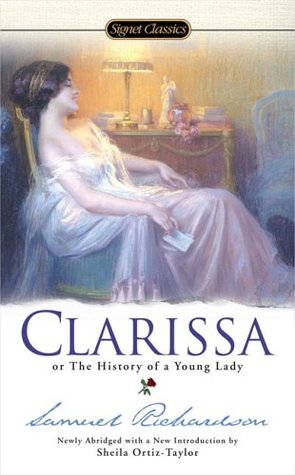 Signet Classics
CLARISSA
or The History of a Young Lady
Samuel Richardson
Newly Abridged with a New Introduction by
Sheila Ortiz-Taylor